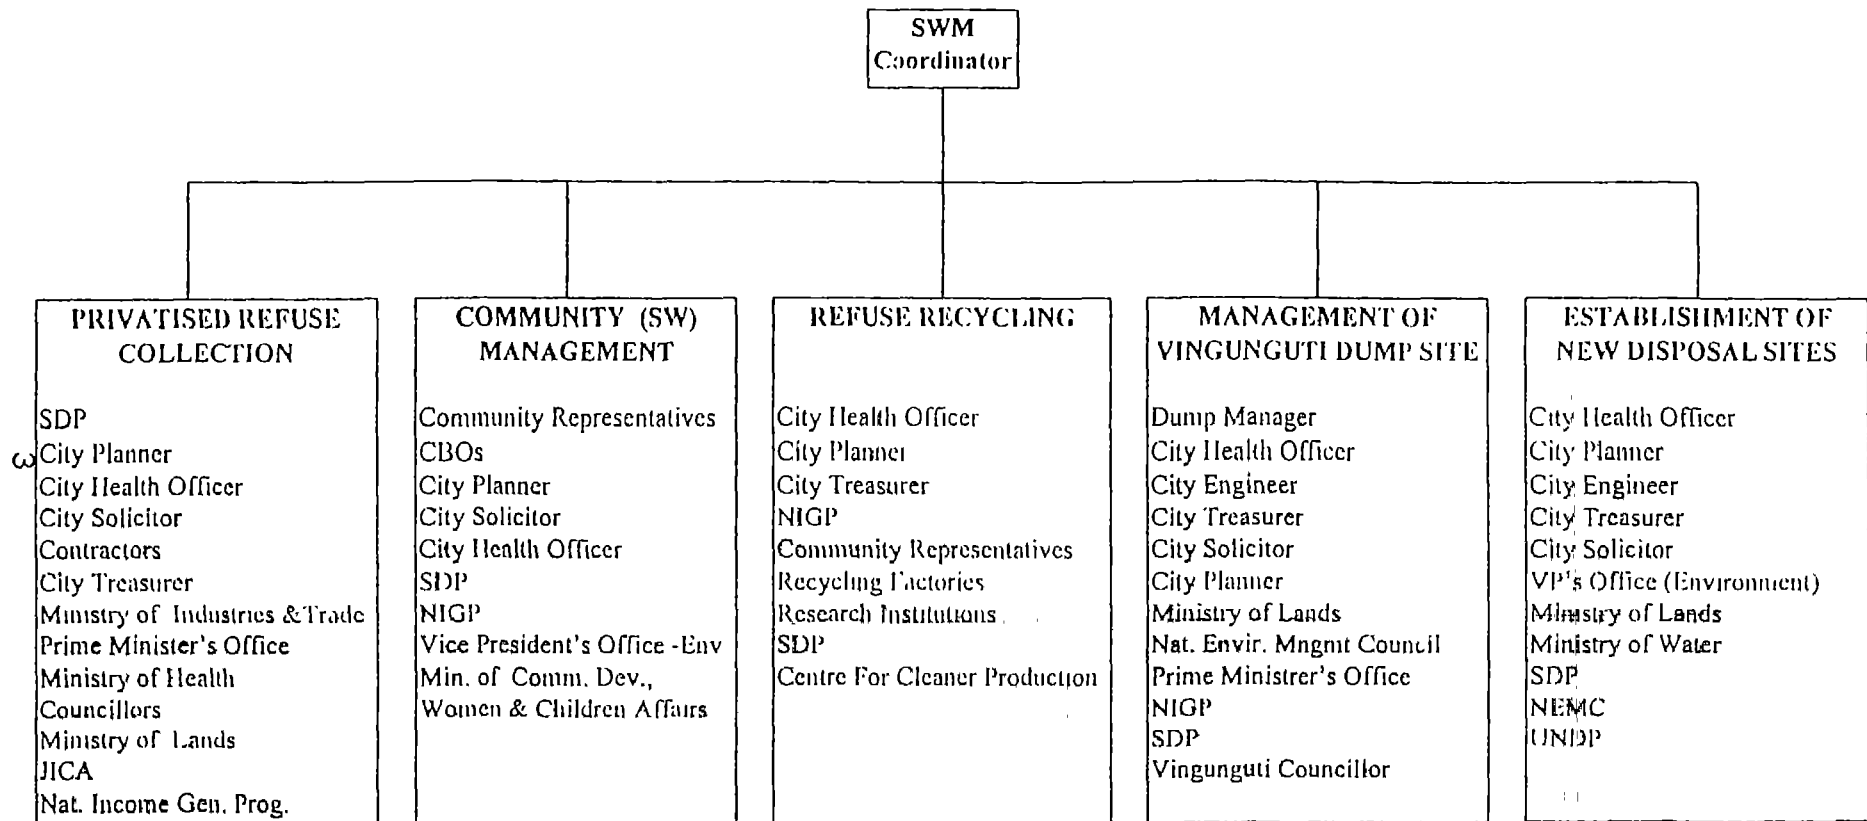 SWM
Coordinator
PRIVATISED REFUSE
COLLECTION
SDP
City Planner
City Health Officer
City Solicitor
Contractors
City Treasurer
Ministry of Industries & Trade
Prime Minister's Office
Ministry of Health
Councillors
Ministry of Lands
JICA
Nat. Income Gen. Prog.
COMMUNITY (SW)
MANAGEMENT
Community Representatives
CBOs
City Planner
City Solicitor
City Health Officer
SDP
NIGP
Vice President's Office -Env
Min. of Comm. Dev.,
Women & Children Affairs
REFUSE RECYCLING
City Health Officer
City Planner
City Treasurer
NIGP
Community Representatives
Recycling Factories
Research Institutions
SDP
Centre For Cleaner Production
MANAGEMENT OF
VINGUNGUTI DUMP SITE
Dump Manager
City Health Officer
City Engineer
City Treasurer
City Solicitor
City Planner
Ministry of Lands
Nat. Envir. Mngmt Council
Prime Ministrer's Office
NIGP
SDP
Vingunguti Councillor
ESTABLISHMENT OF
NEW DISPOSAL SITES
City Health Officer
City Planner
City Engineer
City Treasurer
City Solicitor
VP's Office (Environment)
Ministry of Lands
Ministry of Water
SDP
NEMC
UNDP
3